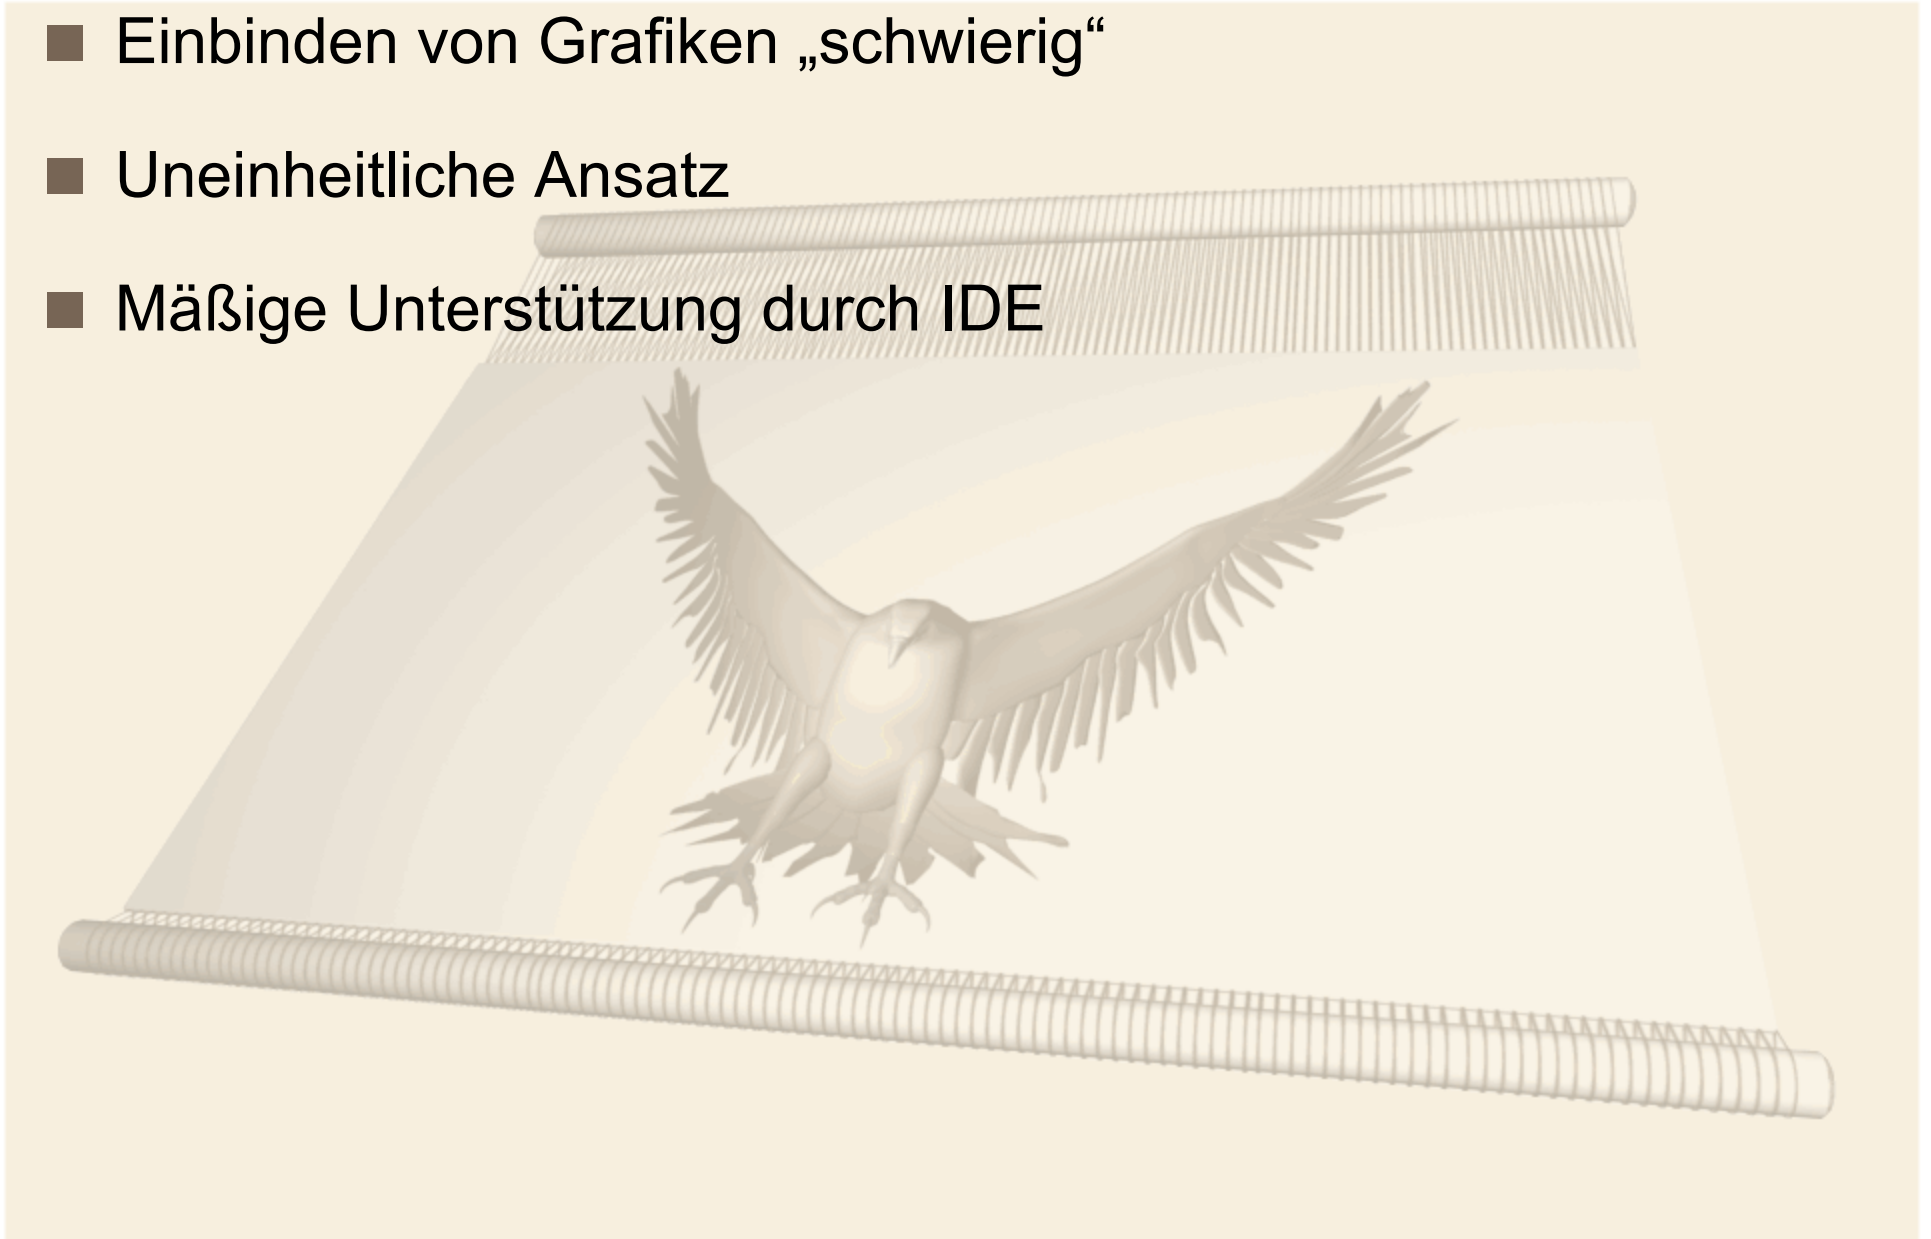 Einbinden von Grafiken „schwierig“
Uneinheitliche Ansatz
Mäßige Unterstützung durch IDE